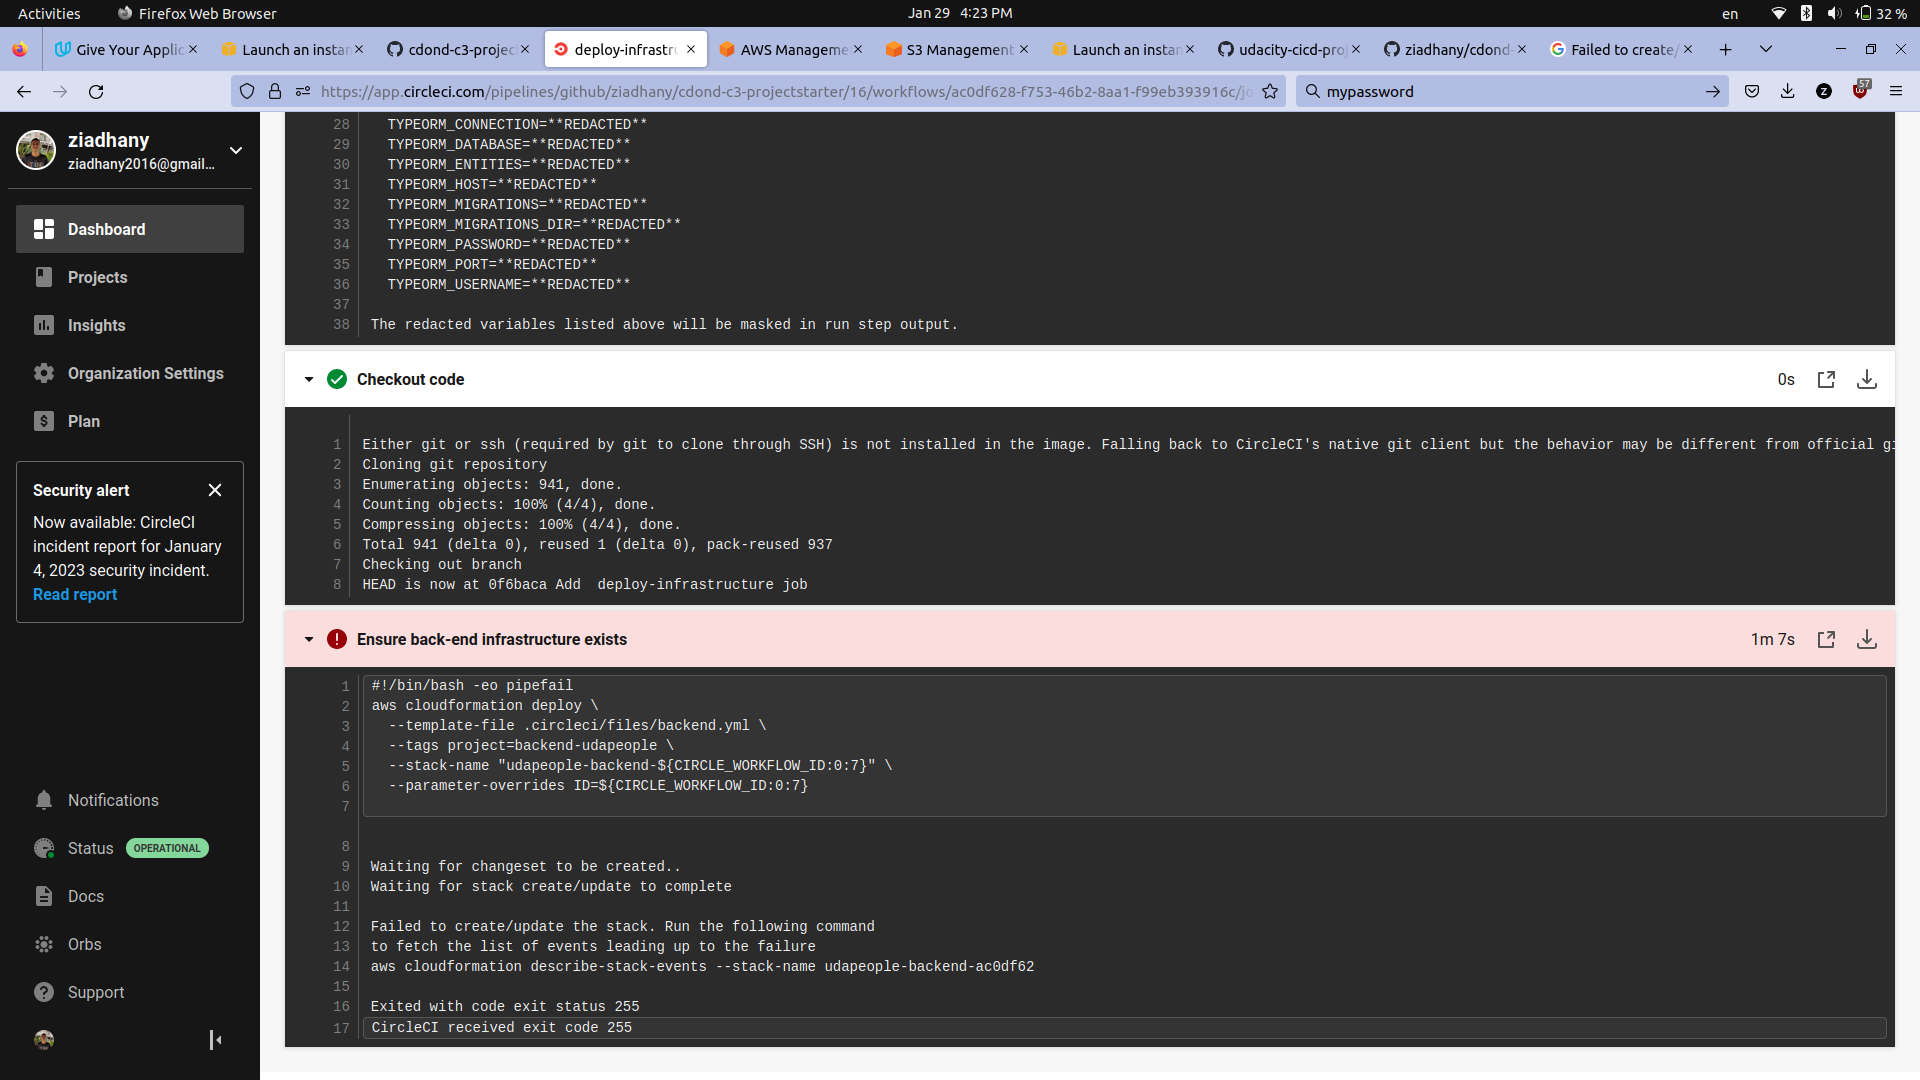 Activities
Firefox Web Browser
Jan 29 4:23 PM
en
32 %
Give Your Applic
Launch an instan
cdond-c3-projec
deploy-infrastru
AWS Manageme
S3 Management
Launch an instan
udacity-cicd-proj
ziadhany/cdond-
Failed to create/
https://app.circleci.com/pipelines/github/ziadhany/cdond-c3-projectstarter/16/workflows/ac0df628-f753-46b2-8aa1-f99eb393916c/jo
mypassword
57
ziadhany
ziadhany2016@gmail...
Dashboard
Projects
Insights
Organization Settings
Plan
Security alert
Now available: CircleCI
incident report for January
4, 2023 security incident.
Read report
Notifications
Status OPERATIONAL
Docs
Orbs
Support
28 TYPEORM_CONNECTION=**REDACTED**
29 TYPEORM_DATABASE=**REDACTED**
30 TYPEORM_ENTITIES=**REDACTED**
31 TYPEORM_HOST=**REDACTED**
32 TYPEORM_MIGRATIONS=**REDACTED**
33 TYPEORM_MIGRATIONS_DIR=**REDACTED**
34 TYPEORM_PASSWORD=**REDACTED**
35 TYPEORM_PORT=**REDACTED**
36 TYPEORM_USERNAME=**REDACTED**
37
38 The redacted variables listed above will be masked in run step output.
Checkout code
0s
1 Either git or ssh (required by git to clone through SSH) is not installed in the image. Falling back to CircleCI's native git client but the behavior may be different from official gi
2 Cloning git repository
3 Enumerating objects: 941, done.
4 Counting objects: 100% (4/4), done.
5 Compressing objects: 100% (4/4), done.
6 Total 941 (delta 0), reused 1 (delta 0), pack-reused 937
7 Checking out branch
8 HEAD is now at 0f6baca Add  deploy-infrastructure job
Ensure back-end infrastructure exists
1m 7s
1 #!/bin/bash -eo pipefail
2 aws cloudformation deploy \
3 --template-file .circleci/files/backend.yml \
4 --tags project=backend-udapeople \
5 --stack-name "udapeople-backend-${CIRCLE_WORKFLOW_ID:0:7}" \
6 --parameter-overrides ID=${CIRCLE_WORKFLOW_ID:0:7}
7
8
9 Waiting for changeset to be created..
10 Waiting for stack create/update to complete
11
12 Failed to create/update the stack. Run the following command
13 to fetch the list of events leading up to the failure
14 aws cloudformation describe-stack-events --stack-name udapeople-backend-ac0df62
15
16 Exited with code exit status 255
17 CircleCI received exit code 255